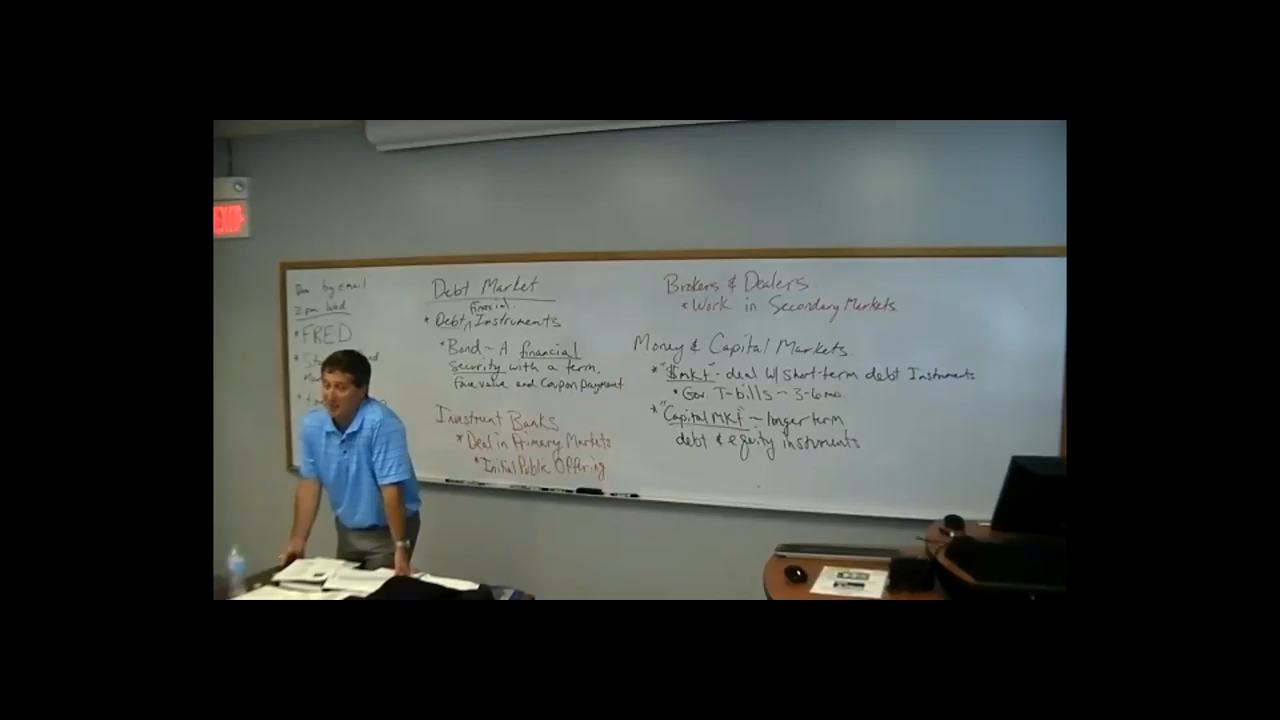 by email
2pm Wed
* FRED
Debt Market
financial
* Debt ^ Instruments
* Bond ~ A financial
security with a term,
face value and coupon payment
Investment Banks
* Deal in Primary Markets
* Initial Public Offering
Brokers & Dealers
* Work in Secondary Markets
Money & Capital Markets
* "$mkt" - deal w/ short-term debt Instruments
* Gov. T-bills ~ 3-6 mo.
* "Capital Mkt" ~ longer term
debt & equity instruments